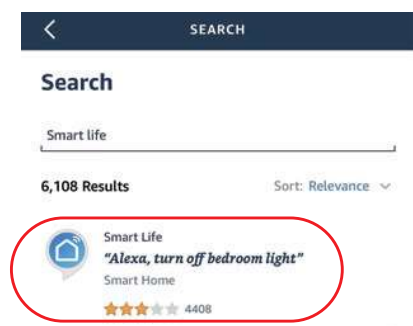 SEARCH
Search
Smart life
6,108 Results Sort: Relevance
Smart Life
"Alexa, turn off bedroom light"
Smart Home
4408